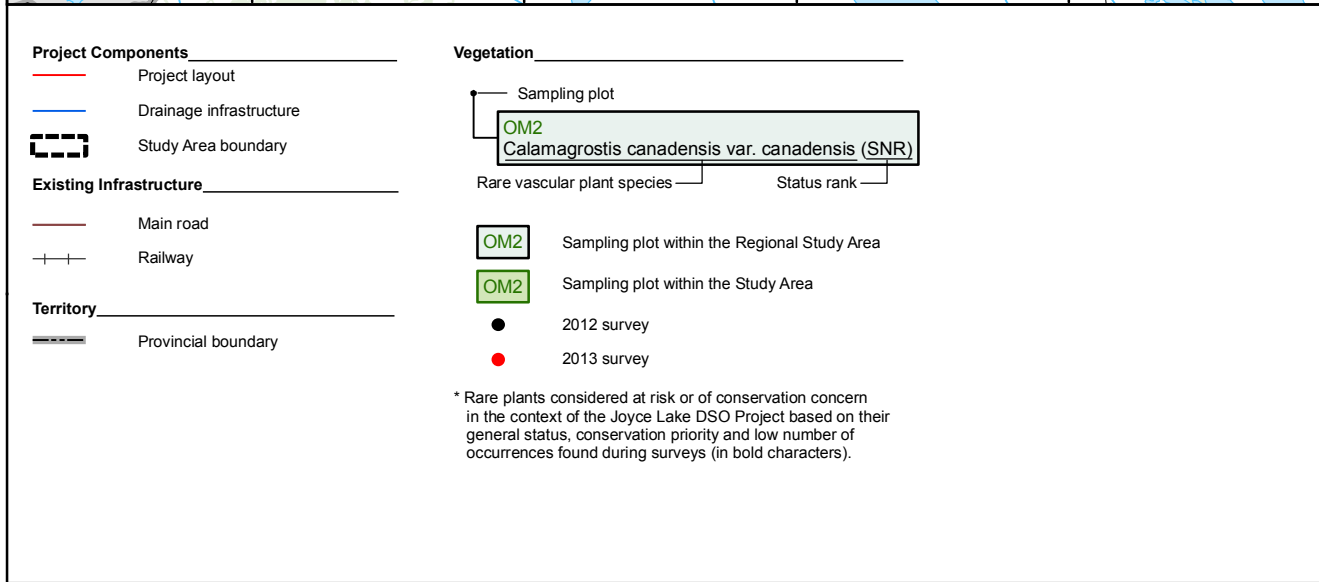 Project Components
Project layout
Drainage infrastructure
Study Area boundary
Existing Infrastructure
Main road
Railway
Territory
Provincial boundary
Vegetation
Sampling plot
OM2
Calamagrostis canadensis var. canadensis (SNR)
Rare vascular plant species
Status rank
OM2 Sampling plot within the Regional Study Area
OM2 Sampling plot within the Study Area
2012 survey
2013 survey
* Rare plants considered at risk or of conservation concern
in the context of the Joyce Lake DSO Project based on their
general status, conservation priority and low number of
occurrences found during surveys (in bold characters).